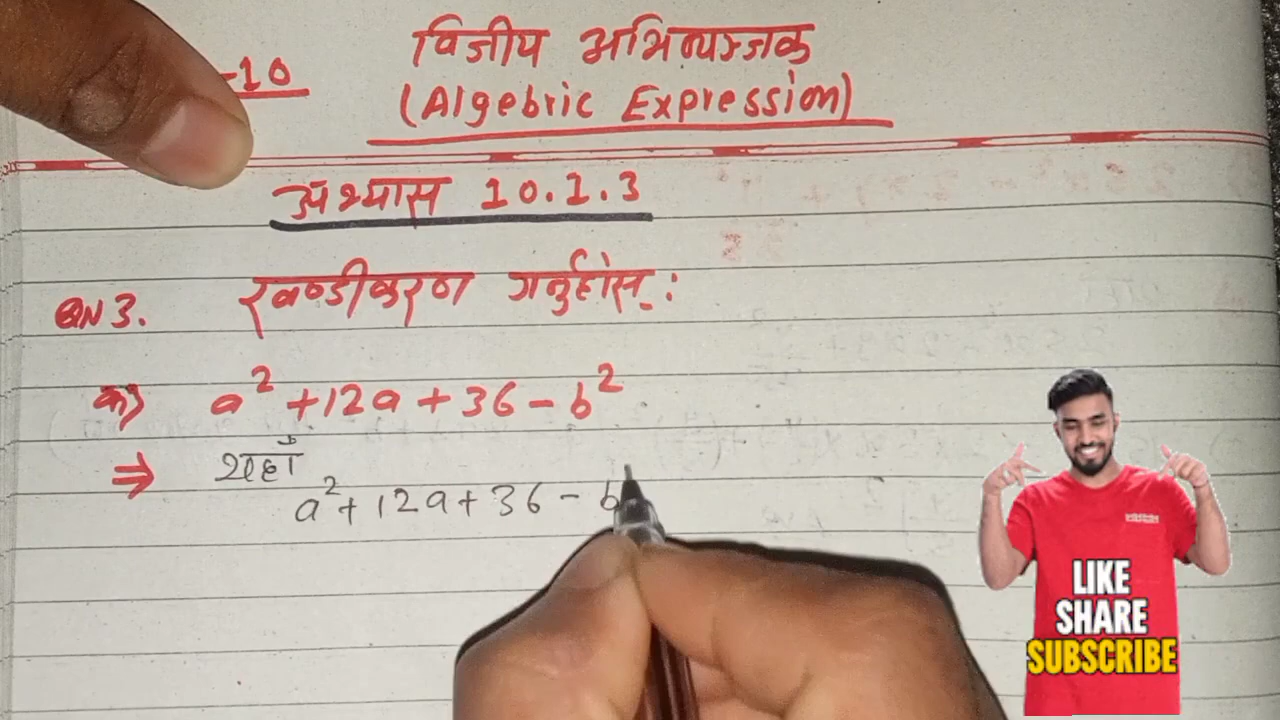 -10
विजीय अभिव्यञ्जक
(Algebric Expression)
अभ्यास 10.1.3
QN 3. खण्डीकरण गर्नुहोस् :
क) a² + 12a + 36 - b²
⇒ यहाँ
a² + 12a + 36 - b
LIKE
SHARE
SUBSCRIBE